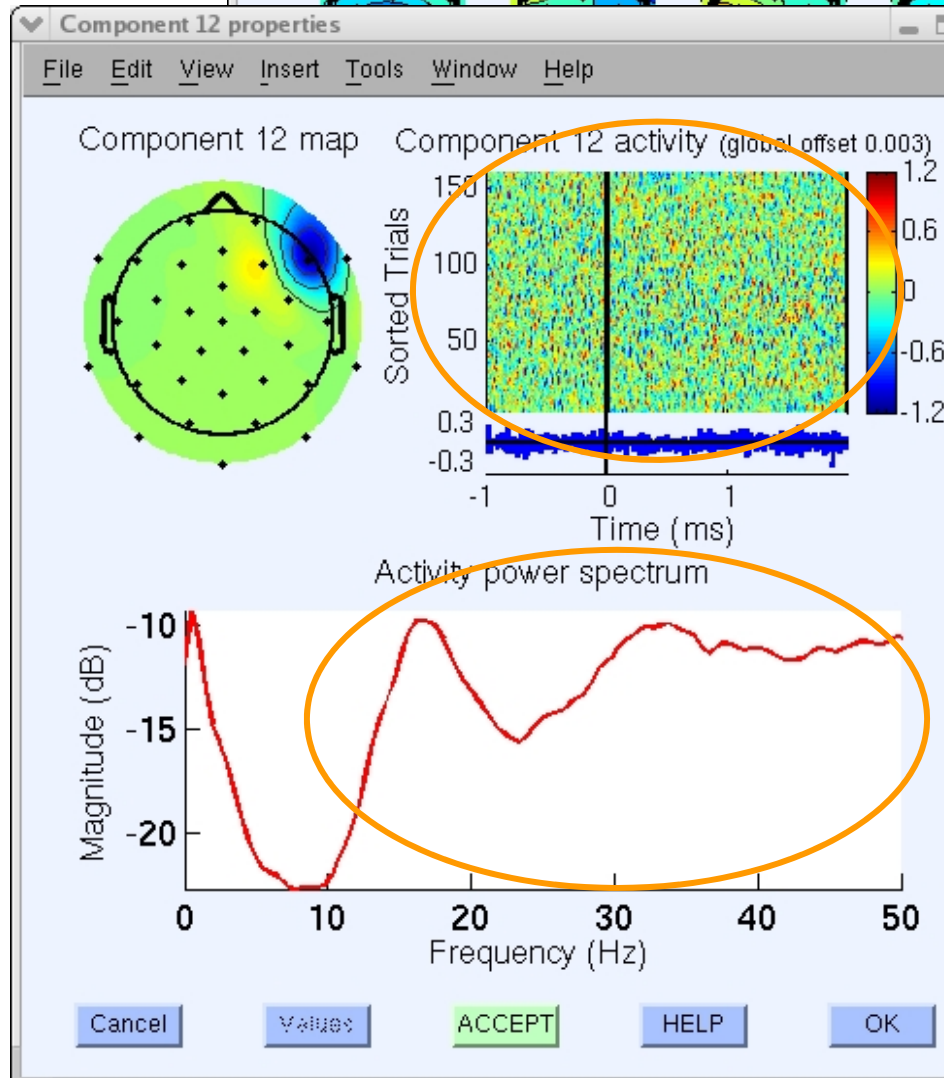 Component 12 properties
File Edit View Insert Tools Window Help
Component 12 map
Component 12 activity (global offset 0.003)
Sorted Trials
150
100
50
0.3
-0.3
1.2
0.6
0
-0.6
-1.2
-1 0 1
Time (ms)
Activity power spectrum
Magnitude (dB)
-10
-15
-20
0 10 20 30 40 50
Frequency (Hz)
Cancel Values ACCEPT HELP OK